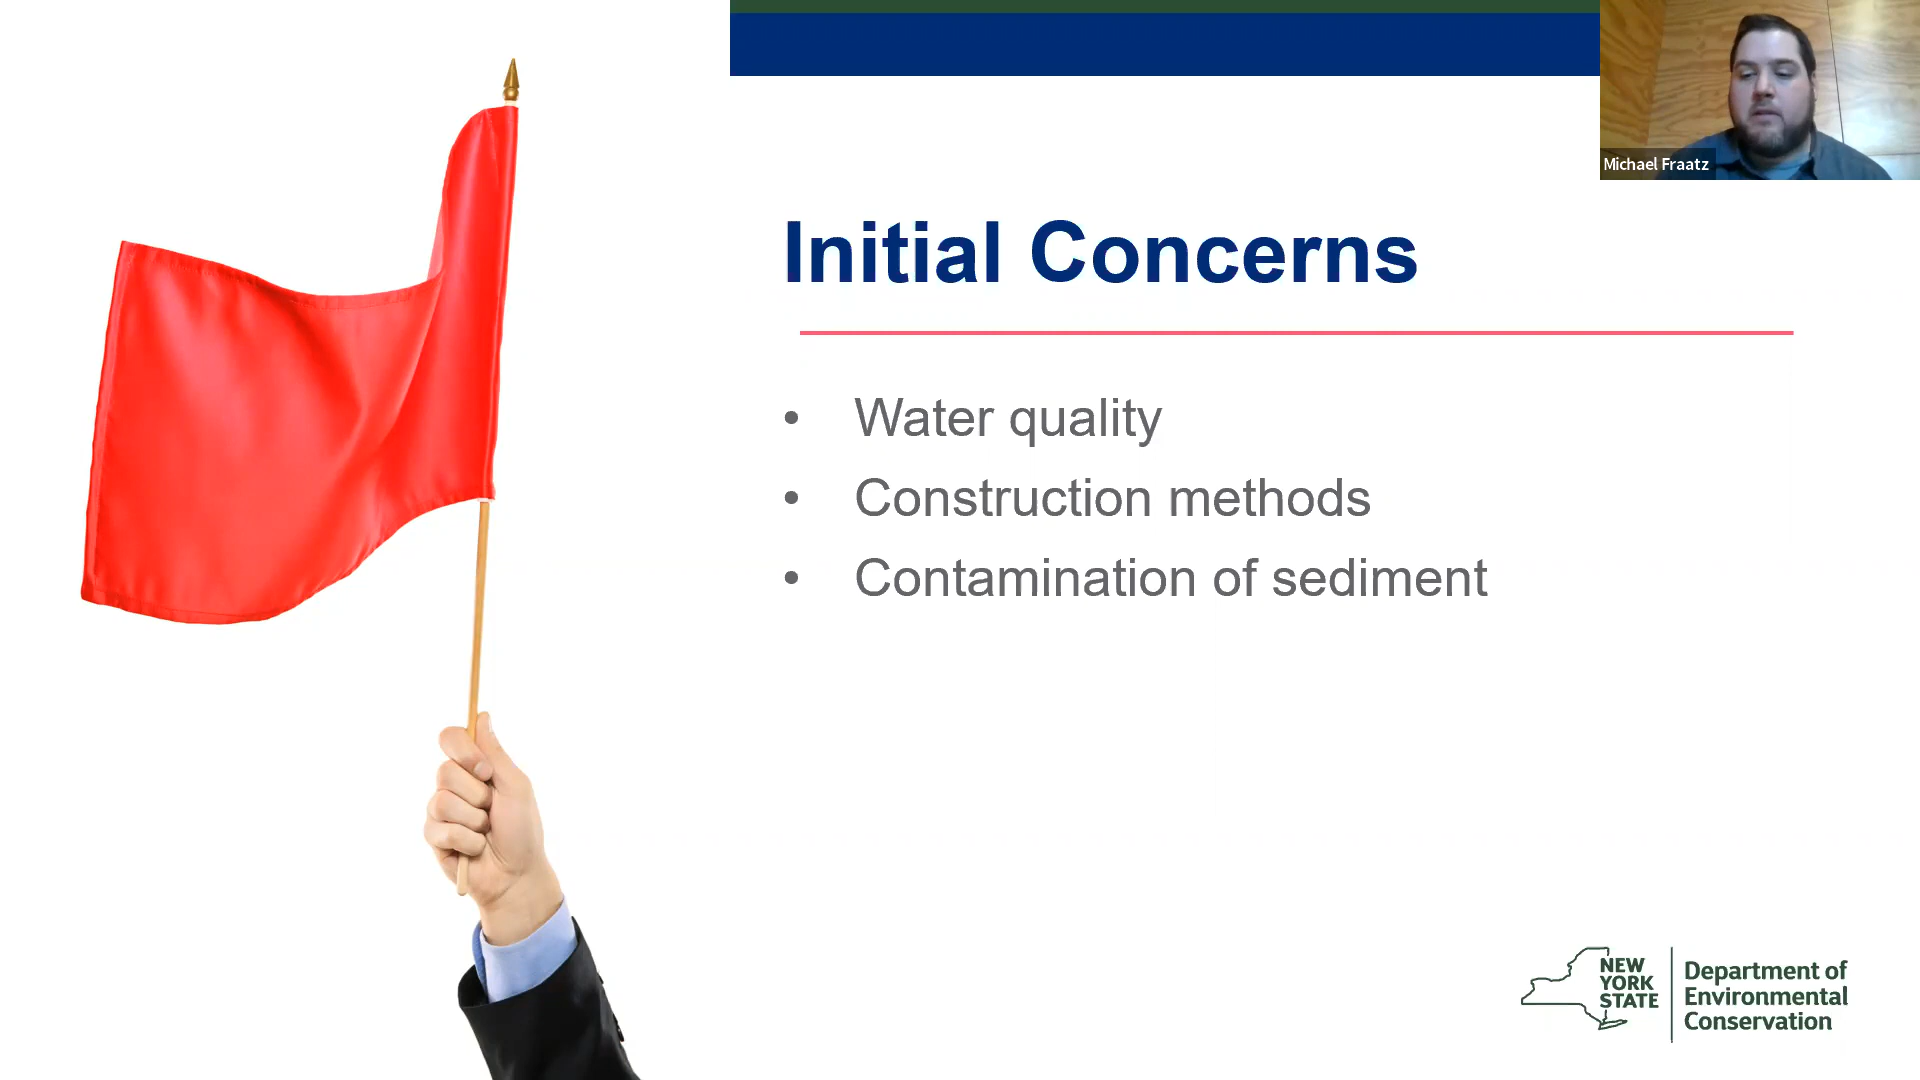 Michael Fraatz
Initial Concerns
• Water quality
• Construction methods
• Contamination of sediment
NEW
YORK
STATE
Department of
Environmental
Conservation